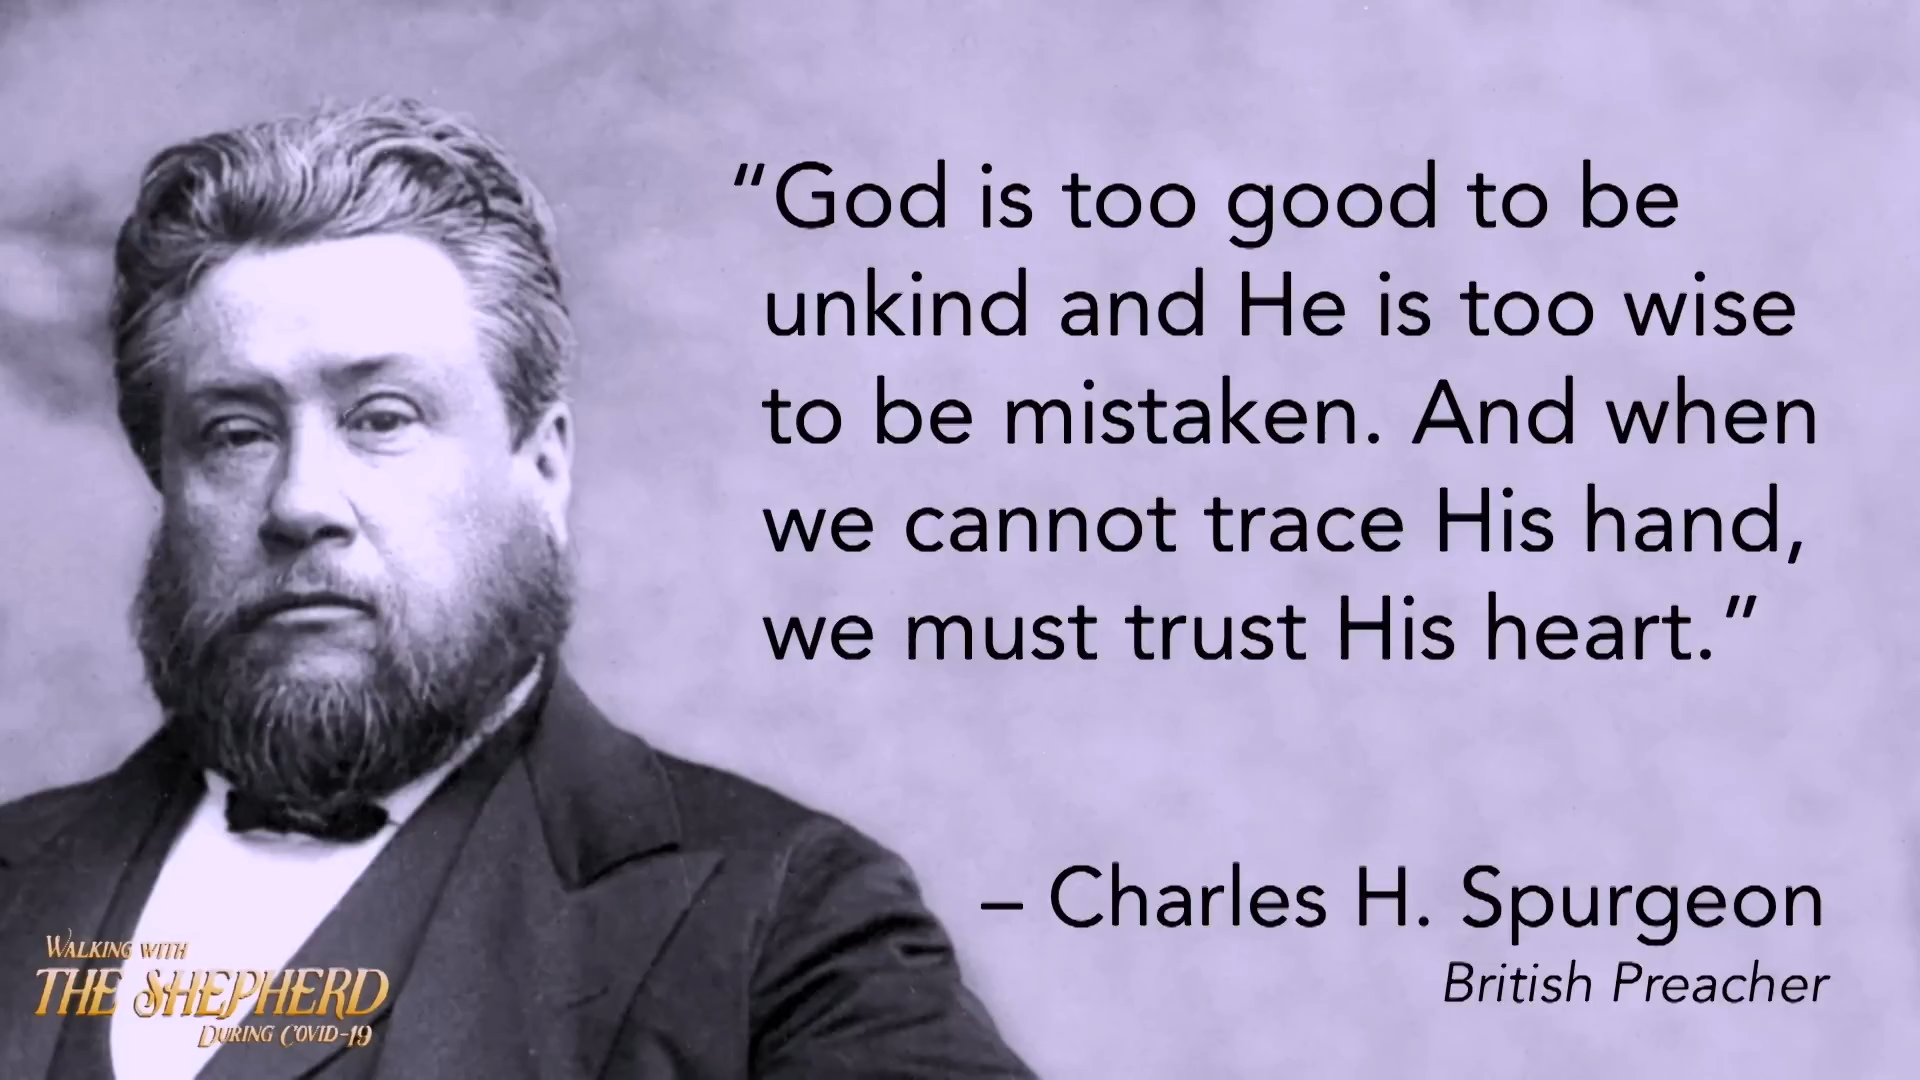 “God is too good to be
unkind and He is too wise
to be mistaken. And when
we cannot trace His hand,
we must trust His heart.”
– Charles H. Spurgeon
British Preacher
WALKING WITH
THE SHEPHERD
DURING COVID-19